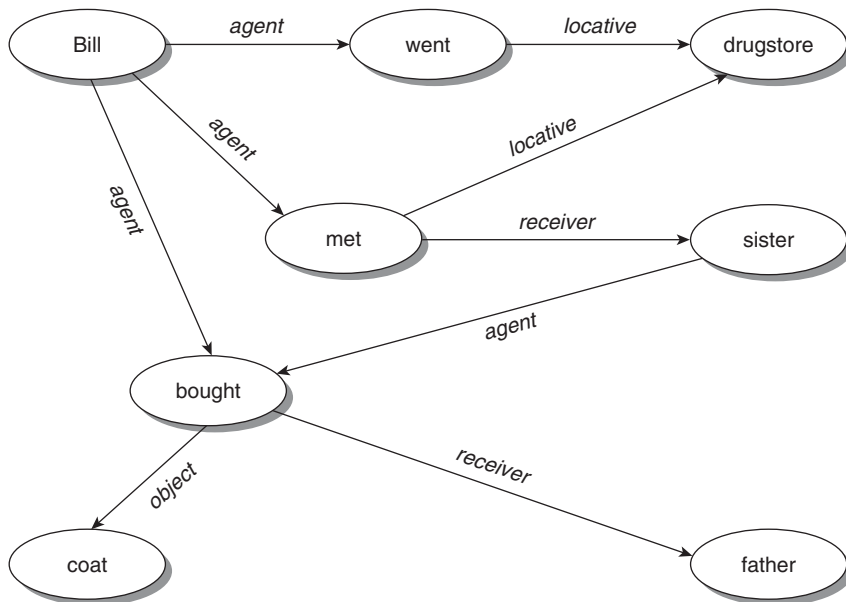 Bill
agent
went
locative
drugstore
agent
locative
agent
met
receiver
sister
agent
bought
object
receiver
coat
father